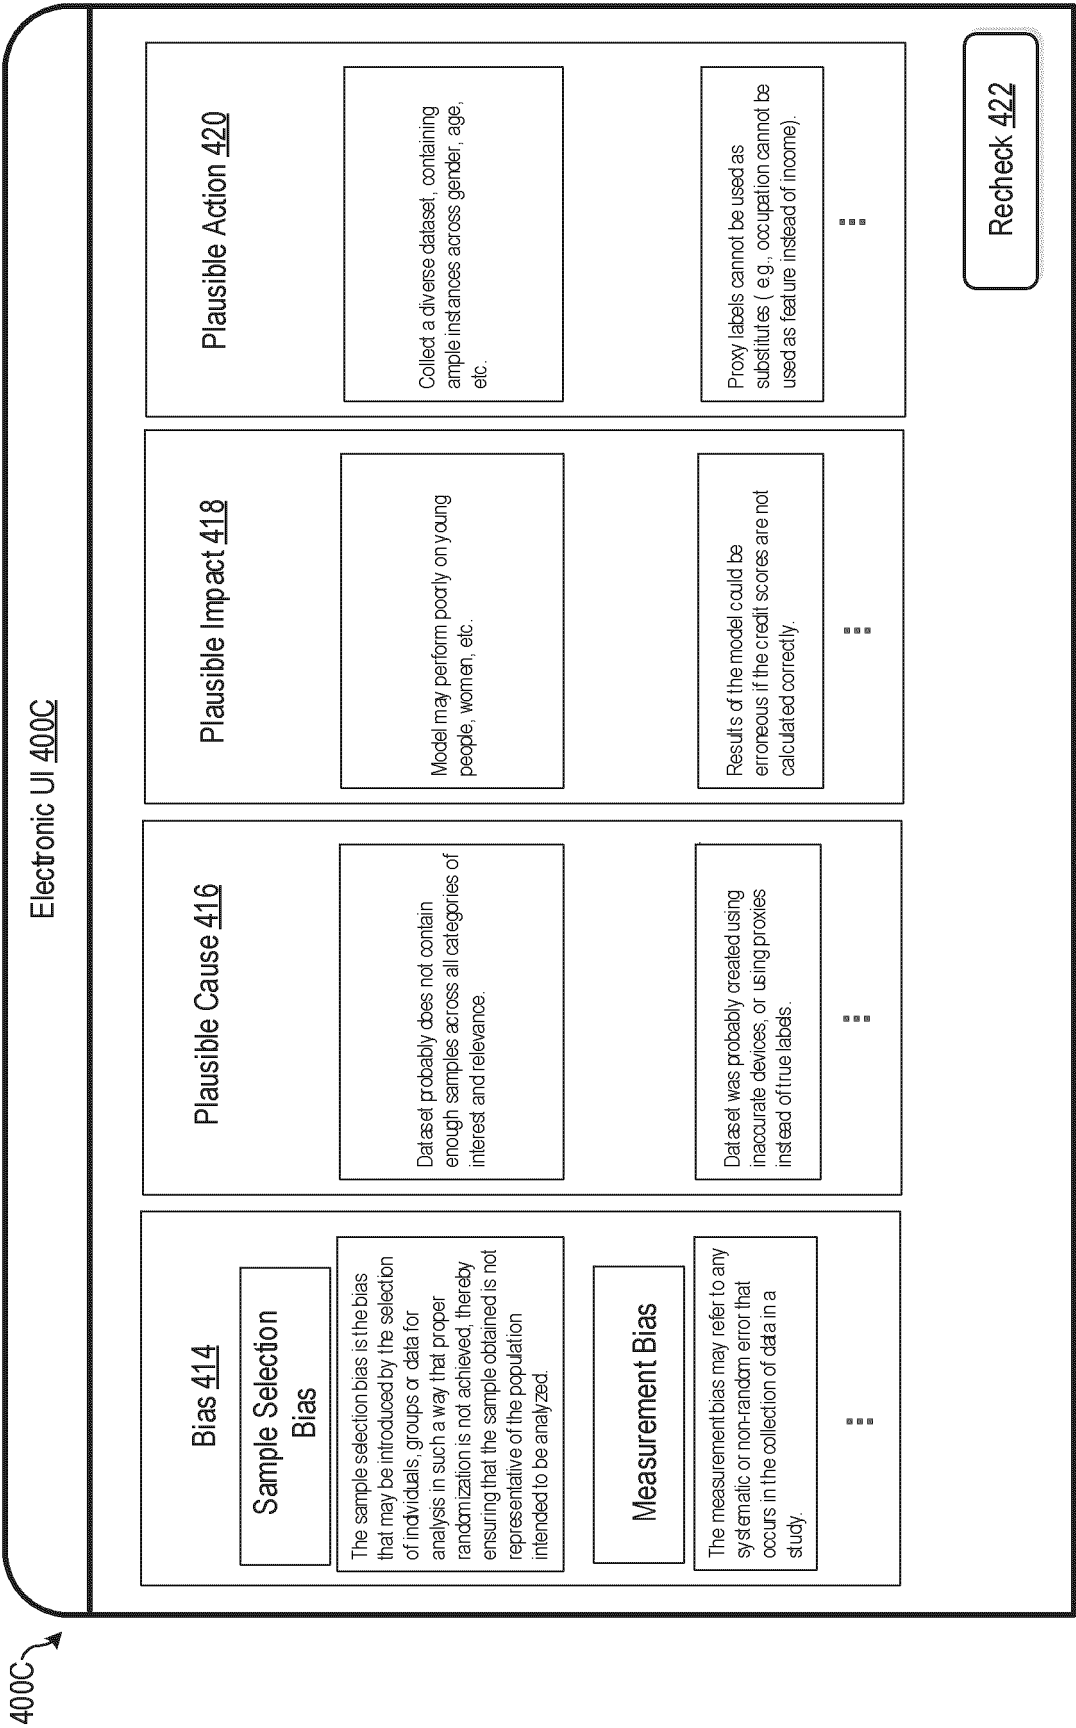 400C
Electronic UI 400C
Bias 414
Sample Selection
Bias
The sample selection bias is the bias
that may be introduced by the selection
of individuals, groups or data for
analysis in such a way that proper
randomization is not achieved, thereby
ensuring that the sample obtained is not
representative of the population
intended to be analyzed.
Measurement Bias
The measurement bias may refer to any
systematic or non-random error that
occurs in the collection of data in a
study.
Plausible Cause 416
Dataset probably does not contain
enough samples across all categories of
interest and relevance.
Dataset was probably created using
inaccurate devices, or using proxies
instead of true labels.
Plausible Impact 418
Model may perform poorly on young
people, women, etc.
Results of the model could be
erroneous if the credit scores are not
calculated correctly.
Plausible Action 420
Collect a diverse dataset, containing
ample instances across gender, age,
etc.
Proxy labels cannot be used as
substitutes ( e.g., occupation cannot be
used as feature instead of income).
Recheck 422